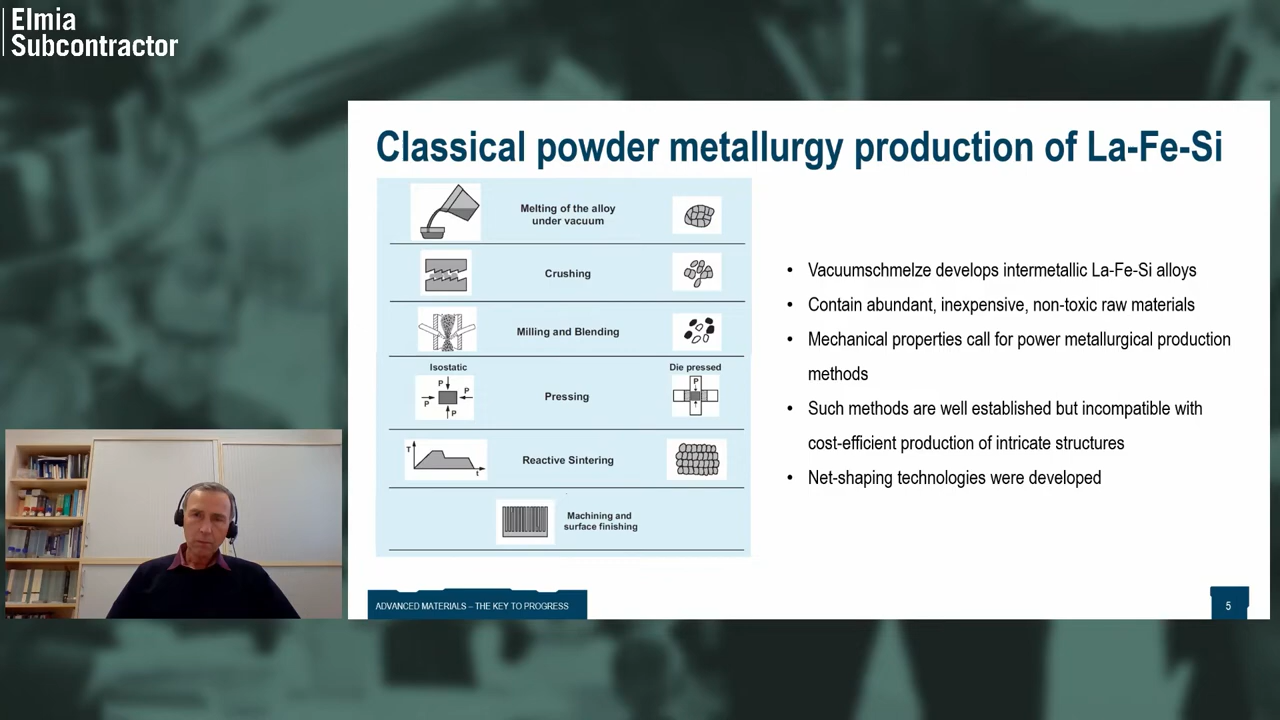 Elmia
Subcontractor
Classical powder metallurgy production of La-Fe-Si
Melting of the alloy
under vacuum
Crushing
Milling and Blending
Isostatic
Die pressed
P
P
P
P
P
Pressing
T
t
Reactive Sintering
Machining and
surface finishing
• Vacuumschmelze develops intermetallic La-Fe-Si alloys
• Contain abundant, inexpensive, non-toxic raw materials
• Mechanical properties call for power metallurgical production
methods
• Such methods are well established but incompatible with
cost-efficient production of intricate structures
• Net-shaping technologies were developed
ADVANCED MATERIALS – THE KEY TO PROGRESS
5